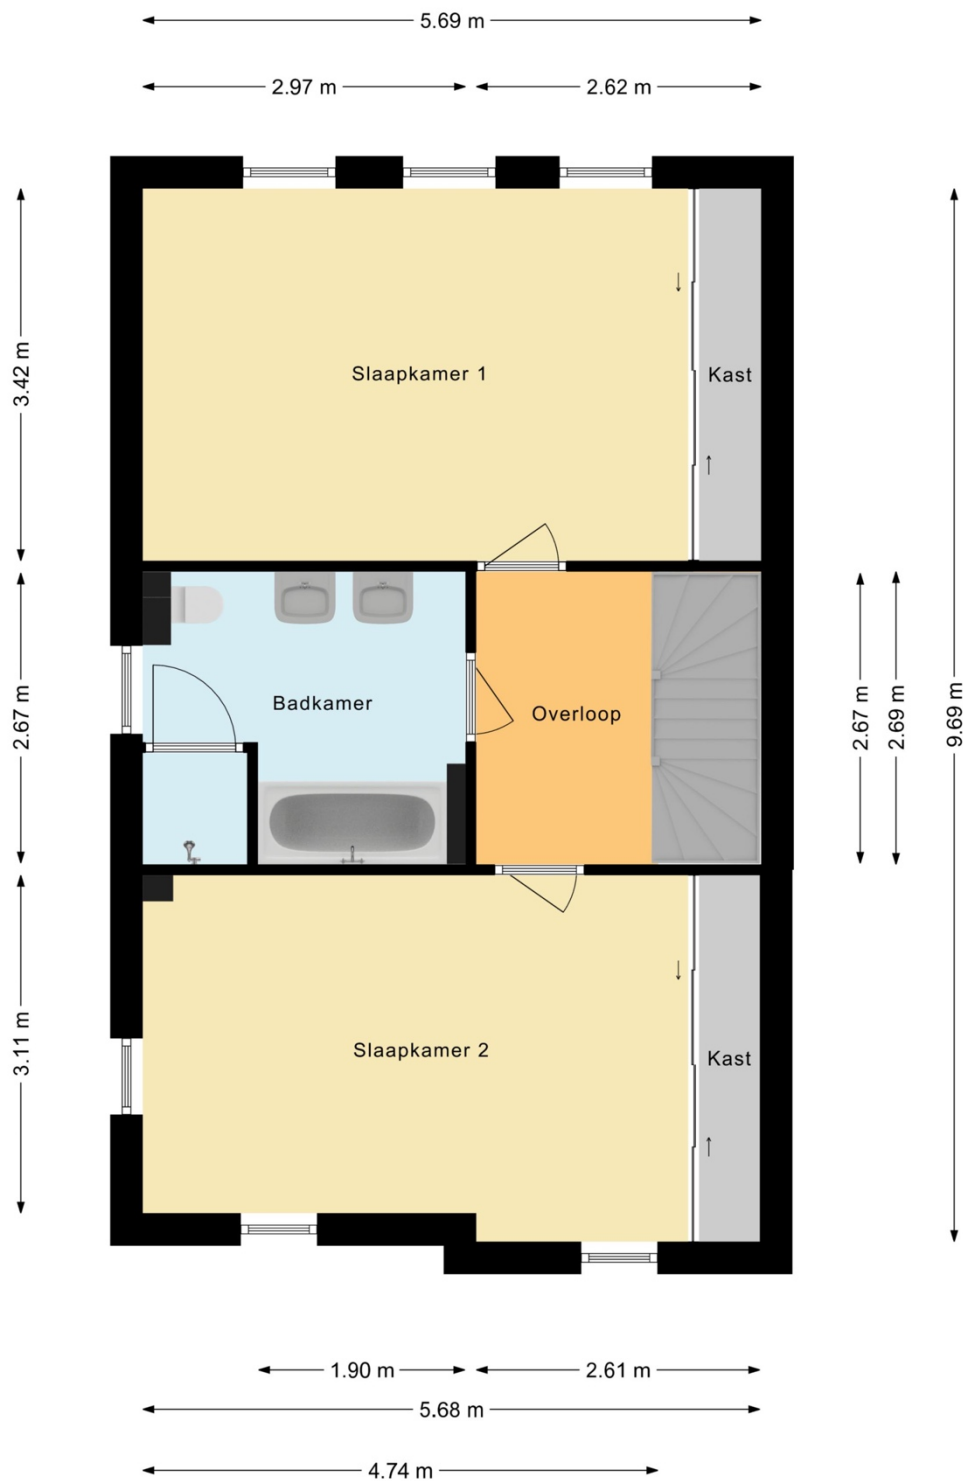 5.69 m
2.97 m
2.62 m
3.42 m
Slaapkamer 1
Kast
2.67 m
Badkamer
Overloop
2.67 m
2.69 m
9.69 m
3.11 m
Slaapkamer 2
Kast
1.90 m
2.61 m
5.68 m
4.74 m